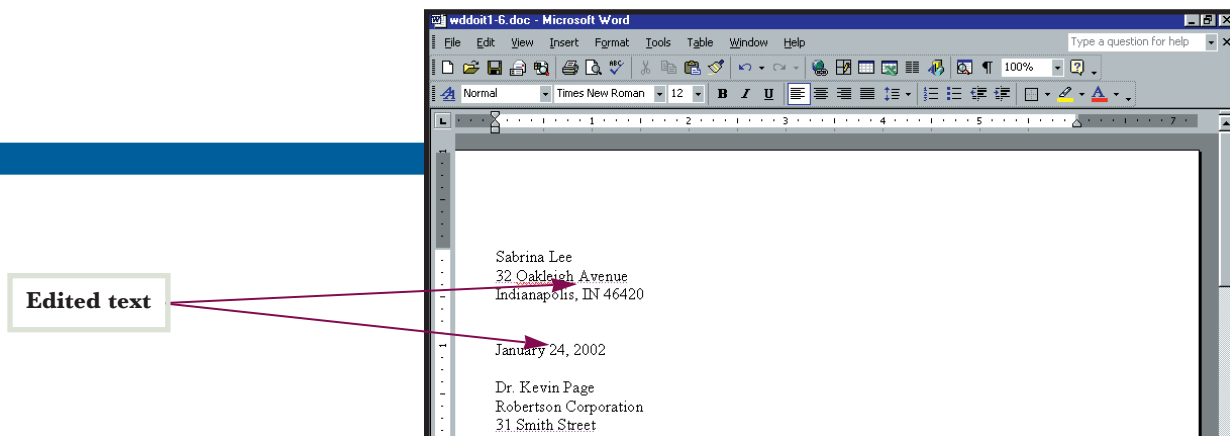 wddoit1-6.doc - Microsoft Word
File Edit View Insert Format Tools Table Window Help
Type a question for help
100%
Normal Times New Roman 12 B I U A
1 2 3 4 5 7
Sabrina Lee
32 Oakleigh Avenue
Edited text
Indianapolis, IN 46420
January 24, 2002
Dr. Kevin Page
Robertson Corporation
31 Smith Street